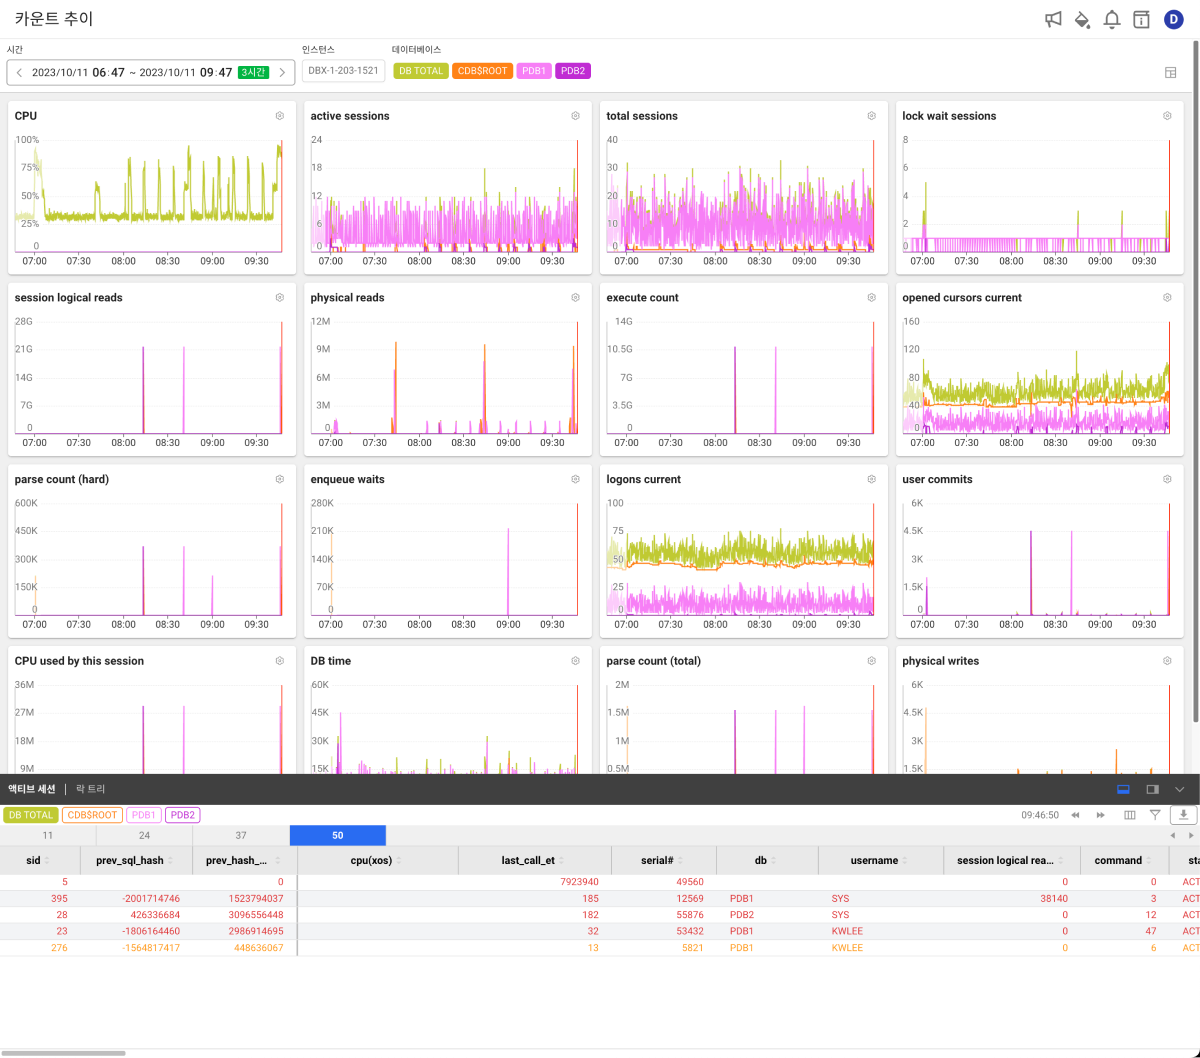 카운트 추이
D
시간
인스턴스
데이터베이스
2023/10/11 06:47 ~ 2023/10/11 09:47 3시간
DBX-1-203-1521
DB TOTAL CDB$ROOT PDB1 PDB2
CPU
100%
75%
50%
25%
0
07:00 07:30 08:00 08:30 09:00 09:30
active sessions
24
18
12
6
0
07:00 07:30 08:00 08:30 09:00 09:30
total sessions
40
30
20
10
0
07:00 07:30 08:00 08:30 09:00 09:30
lock wait sessions
8
6
4
2
0
07:00 07:30 08:00 08:30 09:00 09:30
session logical reads
28G
21G
14G
7G
0
07:00 07:30 08:00 08:30 09:00 09:30
physical reads
12M
9M
6M
3M
0
07:00 07:30 08:00 08:30 09:00 09:30
execute count
14G
10.5G
7G
3.5G
0
07:00 07:30 08:00 08:30 09:00 09:30
opened cursors current
160
120
80
40
0
07:00 07:30 08:00 08:30 09:00 09:30
parse count (hard)
600K
450K
300K
150K
0
07:00 07:30 08:00 08:30 09:00 09:30
enqueue waits
280K
210K
140K
70K
0
07:00 07:30 08:00 08:30 09:00 09:30
logons current
100
75
50
25
0
07:00 07:30 08:00 08:30 09:00 09:30
user commits
6K
4.5K
3K
1.5K
0
07:00 07:30 08:00 08:30 09:00 09:30
CPU used by this session
36M
27M
18M
9M
DB time
60K
45K
30K
15K
parse count (total)
2M
1.5M
1M
0.5M
physical writes
6K
4.5K
3K
1.5K
액티브 세션 | 락 트리
DB TOTAL CDB$ROOT PDB1 PDB2
09:46:50
11 24 37 50
sid prev_sql_hash prev_hash_... cpu(xos) last_call_et serial# db username session logical rea... command sta
5 0 7923940 49560 0 0 ACT
395 -2001714746 1523794037 185 12569 PDB1 SYS 38140 3 ACT
28 426336684 3096556448 182 55876 PDB2 SYS 0 12 ACT
23 -1806164460 2986914695 32 53432 PDB1 KWLEE 0 47 ACT
276 -1564817417 448636067 13 5821 PDB1 KWLEE 0 6 ACT